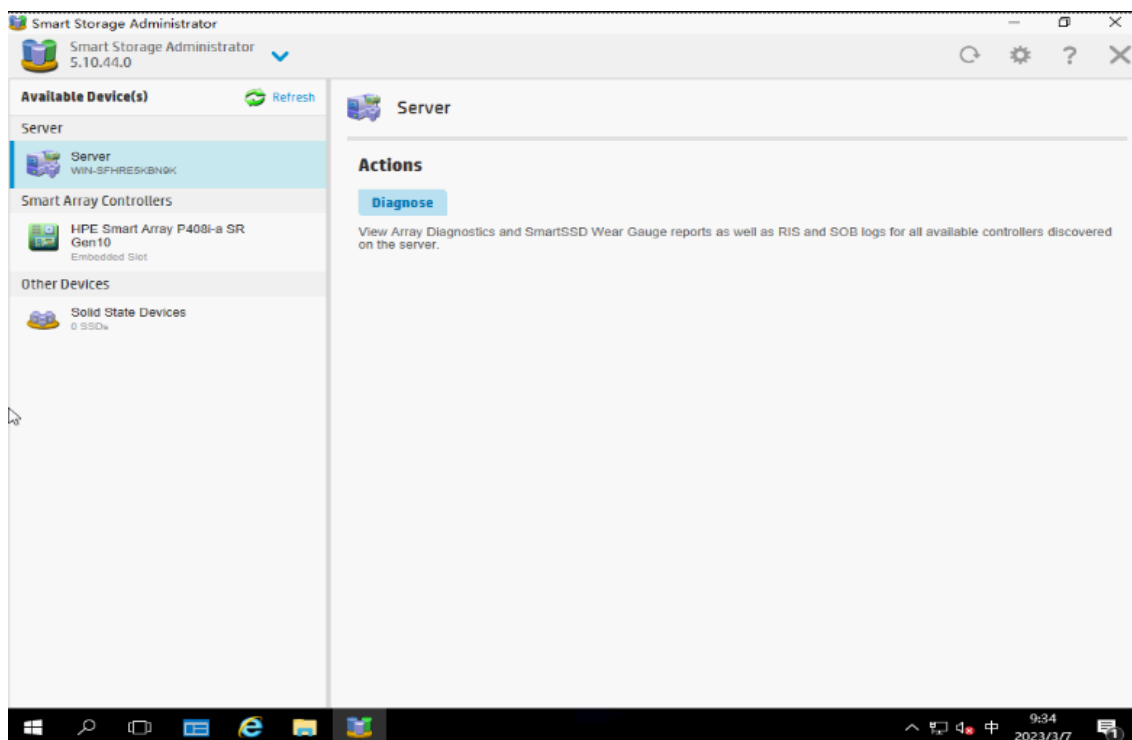 Smart Storage Administrator
Smart Storage Administrator
5.10.44.0
Available Device(s)
Refresh
Server
Server
WIN-SFHRE5KBN9K
Smart Array Controllers
HPE Smart Array P408i-a SR
Gen10
Embedded Slot
Other Devices
Solid State Devices
0 SSDs
Server
Actions
Diagnose
View Array Diagnostics and SmartSSD Wear Gauge reports as well as RIS and SOB logs for all available controllers discovered
on the server.
中
9:34
2023/3/7
1